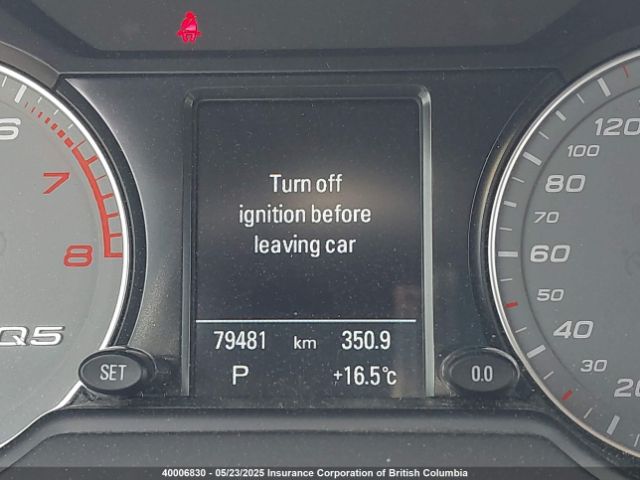 Turn off
ignition before
leaving car
79481 km 350.9
P +16.5°c
SET
0.0
6
7
8
Q5
120
100
80
70
60
50
40
30
20
40006830 - 05/23/2025 Insurance Corporation of British Columbia